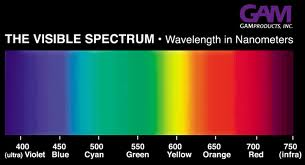 GAM
GAMPRODUCTS, INC.
THE VISIBLE SPECTRUM • Wavelength in Nanometers
400 450 500 550 600 650 700 750
(ultra) Violet Blue Cyan Green Yellow Orange Red (infra)